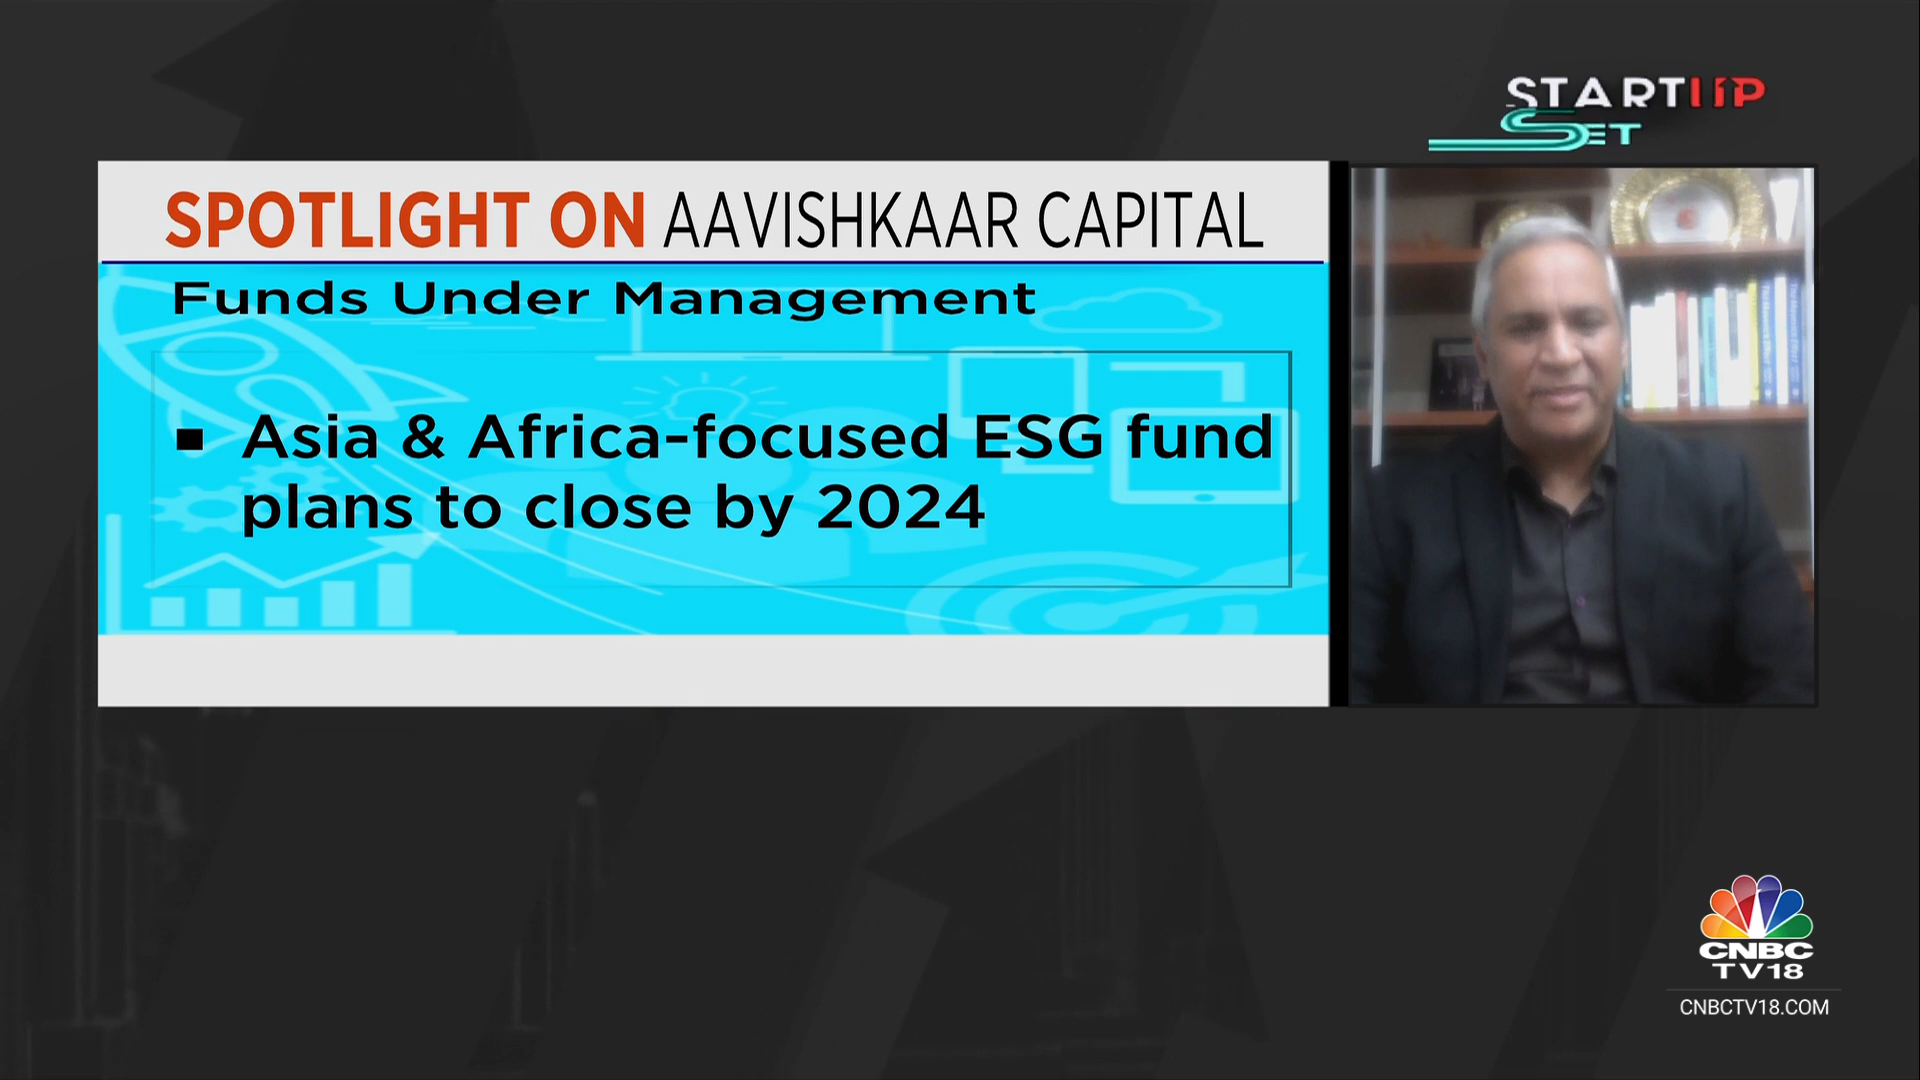 STARTUP
SET
SPOTLIGHT ON AAVISHKAAR CAPITAL
Funds Under Management
▪ Asia & Africa-focused ESG fund
plans to close by 2024
CNBC
TV18
CNBCTV18.COM